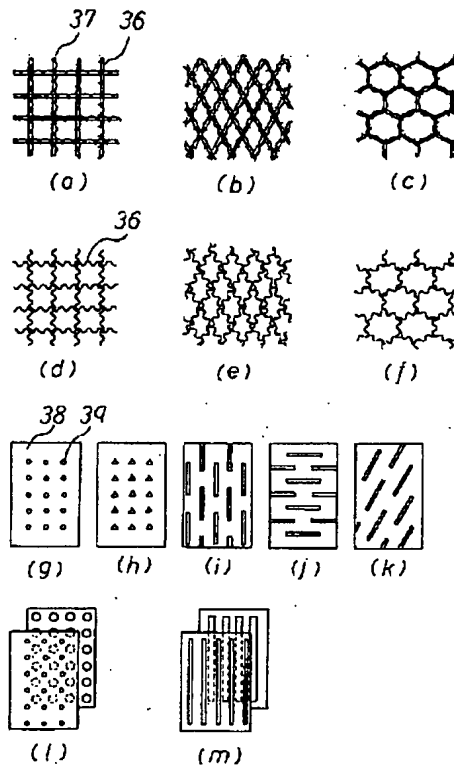 37 36
(a) (b) (c)
36
(d) (e) (f)
38 39
(g) (h) (i) (j) (k)
(l) (m)